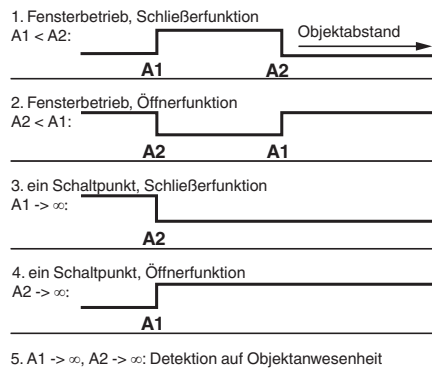 1. Fensterbetrieb, Schließerfunktion
A1 < A2:
Objektabstand
A1
A2
2. Fensterbetrieb, Öffnerfunktion
A2 < A1:
A2
A1
3. ein Schaltpunkt, Schließerfunktion
A1 -> ∞:
A2
4. ein Schaltpunkt, Öffnerfunktion
A2 -> ∞:
A1
5. A1 -> ∞, A2 -> ∞: Detektion auf Objektanwesenheit